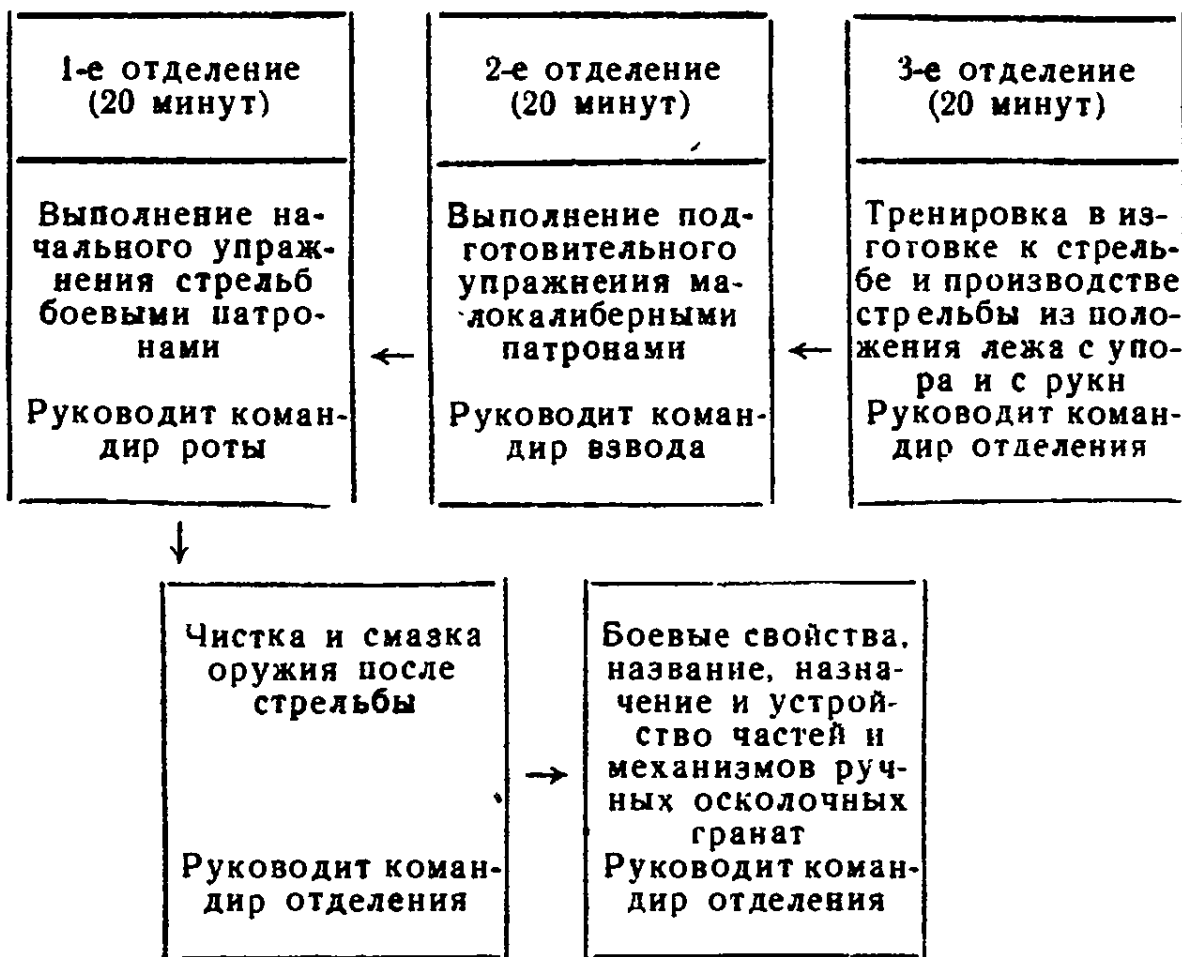 1-е отделение
(20 минут)
Выполнение на-
чального упраж-
нения стрельб
боевыми патро-
нами
Руководит коман-
дир роты
2-е отделение
(20 минут)
Выполнение под-
готовительного
упражнения ма-
локалиберными
патронами
Руководит коман-
дир взвода
3-е отделение
(20 минут)
Тренировка в из-
готовке к стрель-
бе и производстве
стрельбы из поло-
жения лежа с упо-
ра и с руки
Руководит коман-
дир отделения
Чистка и смазка
оружия после
стрельбы
Руководит коман-
дир отделения
Боевые свойства,
название, назна-
чение и устрой-
ство частей и
механизмов руч-
ных осколочных
гранат
Руководит коман-
дир отделения